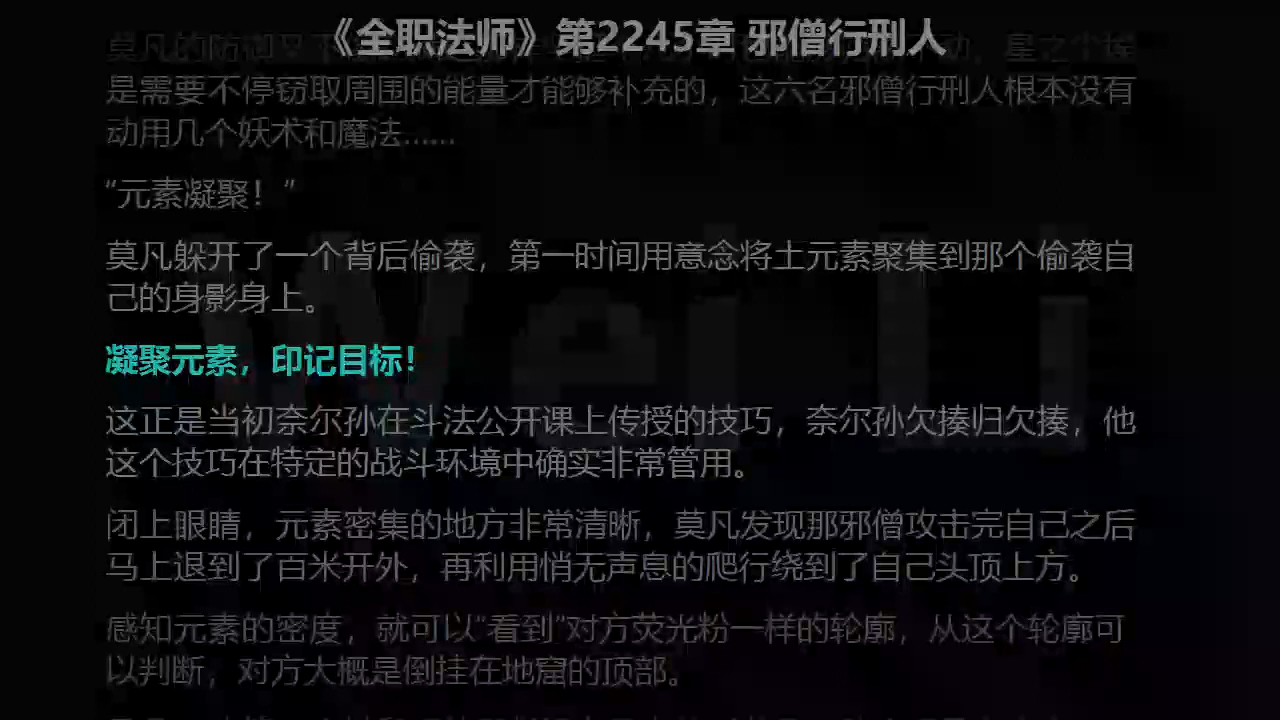 《全职法师》第2245章 邪僧行刑人
莫凡的防御又
是需要不停窃取周围的能量才能够补充的，这六名邪僧行刑人根本没有
动用几个妖术和魔法……
“元素凝聚！”
莫凡躲开了一个背后偷袭，第一时间用意念将土元素聚集到那个偷袭自
己的身影身上。
凝聚元素，印记目标！
这正是当初奈尔孙在斗法公开课上传授的技巧，奈尔孙欠揍归欠揍，他
这个技巧在特定的战斗环境中确实非常管用。
闭上眼睛，元素密集的地方非常清晰，莫凡发现那邪僧攻击完自己之后
马上退到了百米开外，再利用悄无声息的爬行绕到了自己头顶上方。
感知元素的密度，就可以“看到”对方荧光粉一样的轮廓，从这个轮廓可
以判断，对方大概是倒挂在地窟的顶部。
Wei Li